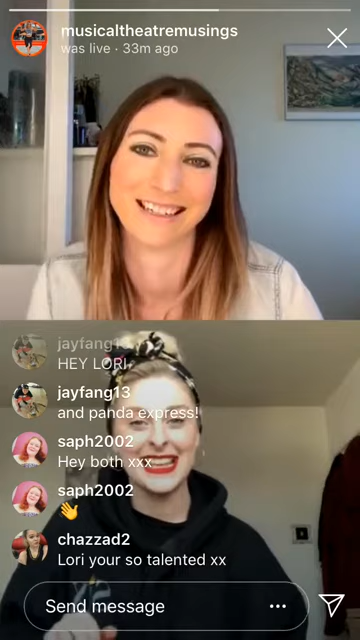 musicaltheatremusings
was live · 33m ago
jayfang13
HEY LORI
jayfang13
and panda express!
saph2002
Hey both xxx
saph2002
👋
chazzad2
Lori your so talented xx
Send message